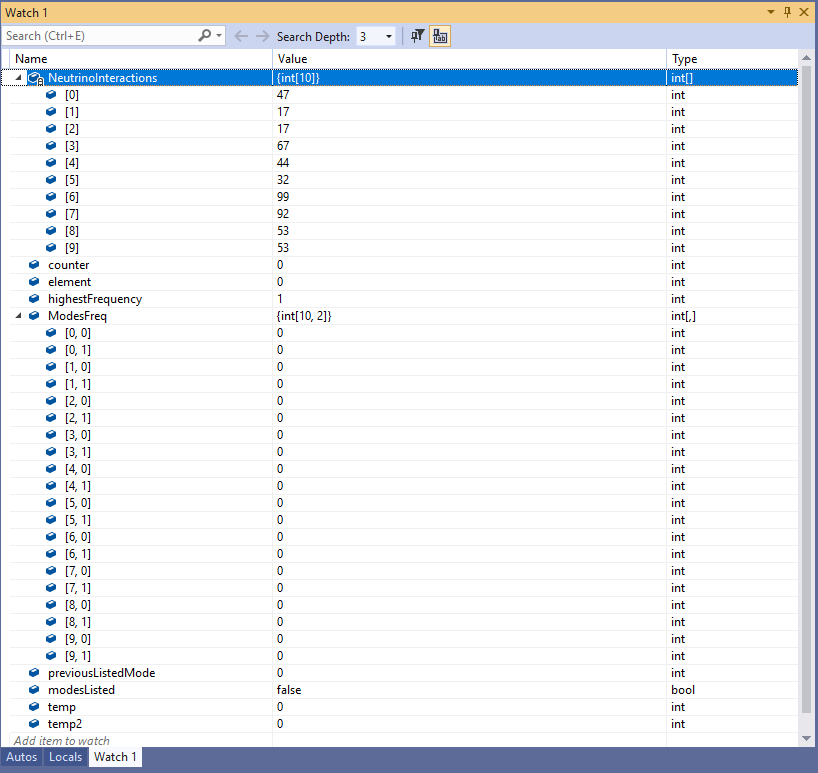 Watch 1
Search (Ctrl+E) Search Depth: 3
Name Value Type
NeutrinoInteractions {int[10]} int[]
[0] 47 int
[1] 17 int
[2] 17 int
[3] 67 int
[4] 44 int
[5] 32 int
[6] 99 int
[7] 92 int
[8] 53 int
[9] 53 int
counter 0 int
element 0 int
highestFrequency 1 int
ModesFreq {int[10, 2]} int[,]
[0, 0] 0 int
[0, 1] 0 int
[1, 0] 0 int
[1, 1] 0 int
[2, 0] 0 int
[2, 1] 0 int
[3, 0] 0 int
[3, 1] 0 int
[4, 0] 0 int
[4, 1] 0 int
[5, 0] 0 int
[5, 1] 0 int
[6, 0] 0 int
[6, 1] 0 int
[7, 0] 0 int
[7, 1] 0 int
[8, 0] 0 int
[8, 1] 0 int
[9, 0] 0 int
[9, 1] 0 int
previousListedMode 0 int
modesListed false bool
temp 0 int
temp2 0 int
Add item to watch
Autos Locals Watch 1